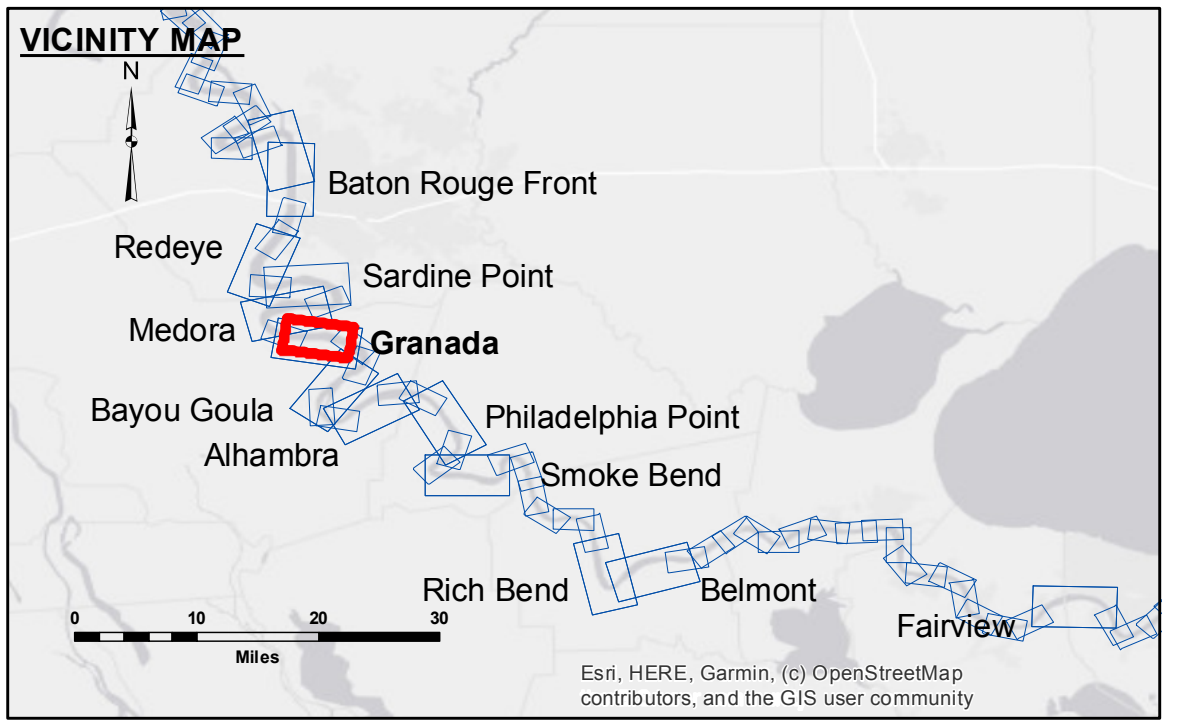 VICINITY MAP
N
Baton Rouge Front
Redeye
Sardine Point
Medora
Granada
Bayou Goula
Philadelphia Point
Alhambra
Smoke Bend
Rich Bend
Belmont
Fairview
0 10 20 30
Miles
Esri, HERE, Garmin, (c) OpenStreetMap
contributors, and the GIS user community